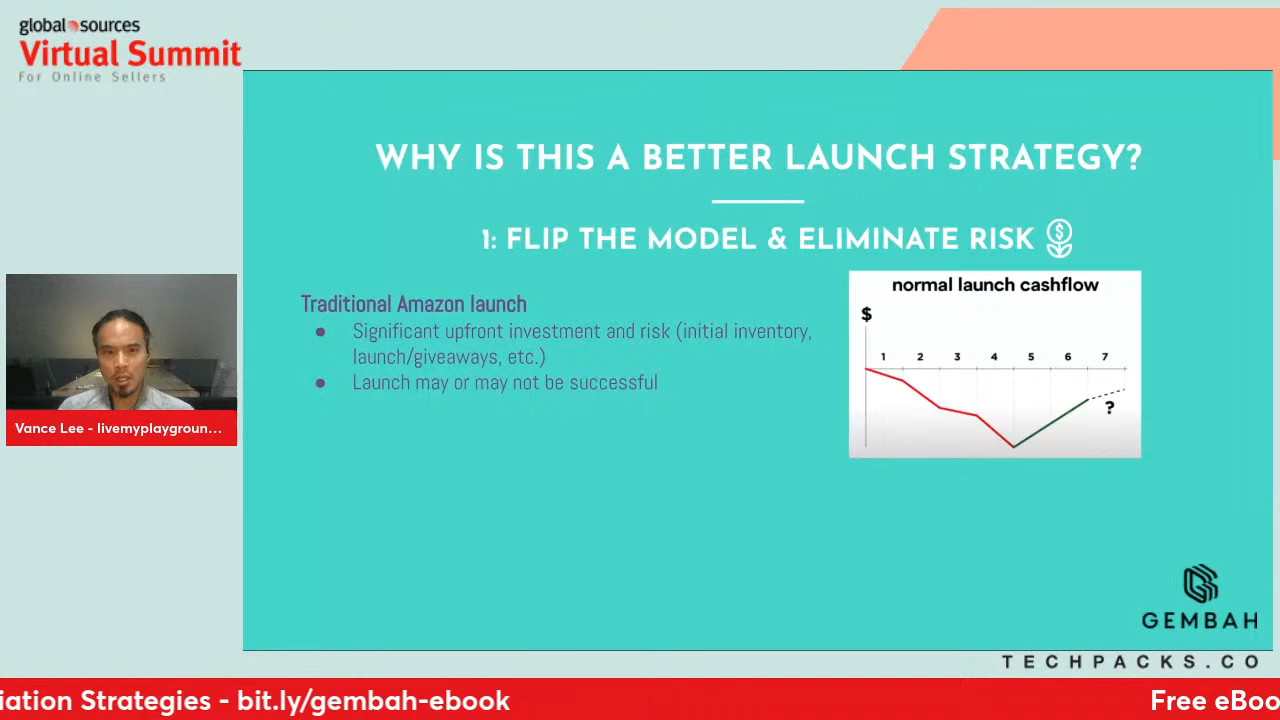 global sources
Virtual Summit
For Online Sellers
WHY IS THIS A BETTER LAUNCH STRATEGY?
1: FLIP THE MODEL & ELIMINATE RISK
$
Traditional Amazon launch
● Significant upfront investment and risk (initial inventory,
launch/giveaways, etc.)
● Launch may or may not be successful
normal launch cashflow
$
1 2 3 4 5 6 7
?
Vance Lee - livemyplaygroun...
GEMBAH
TECHPACKS.CO
iation Strategies - bit.ly/gembah-ebook
Free eBoo